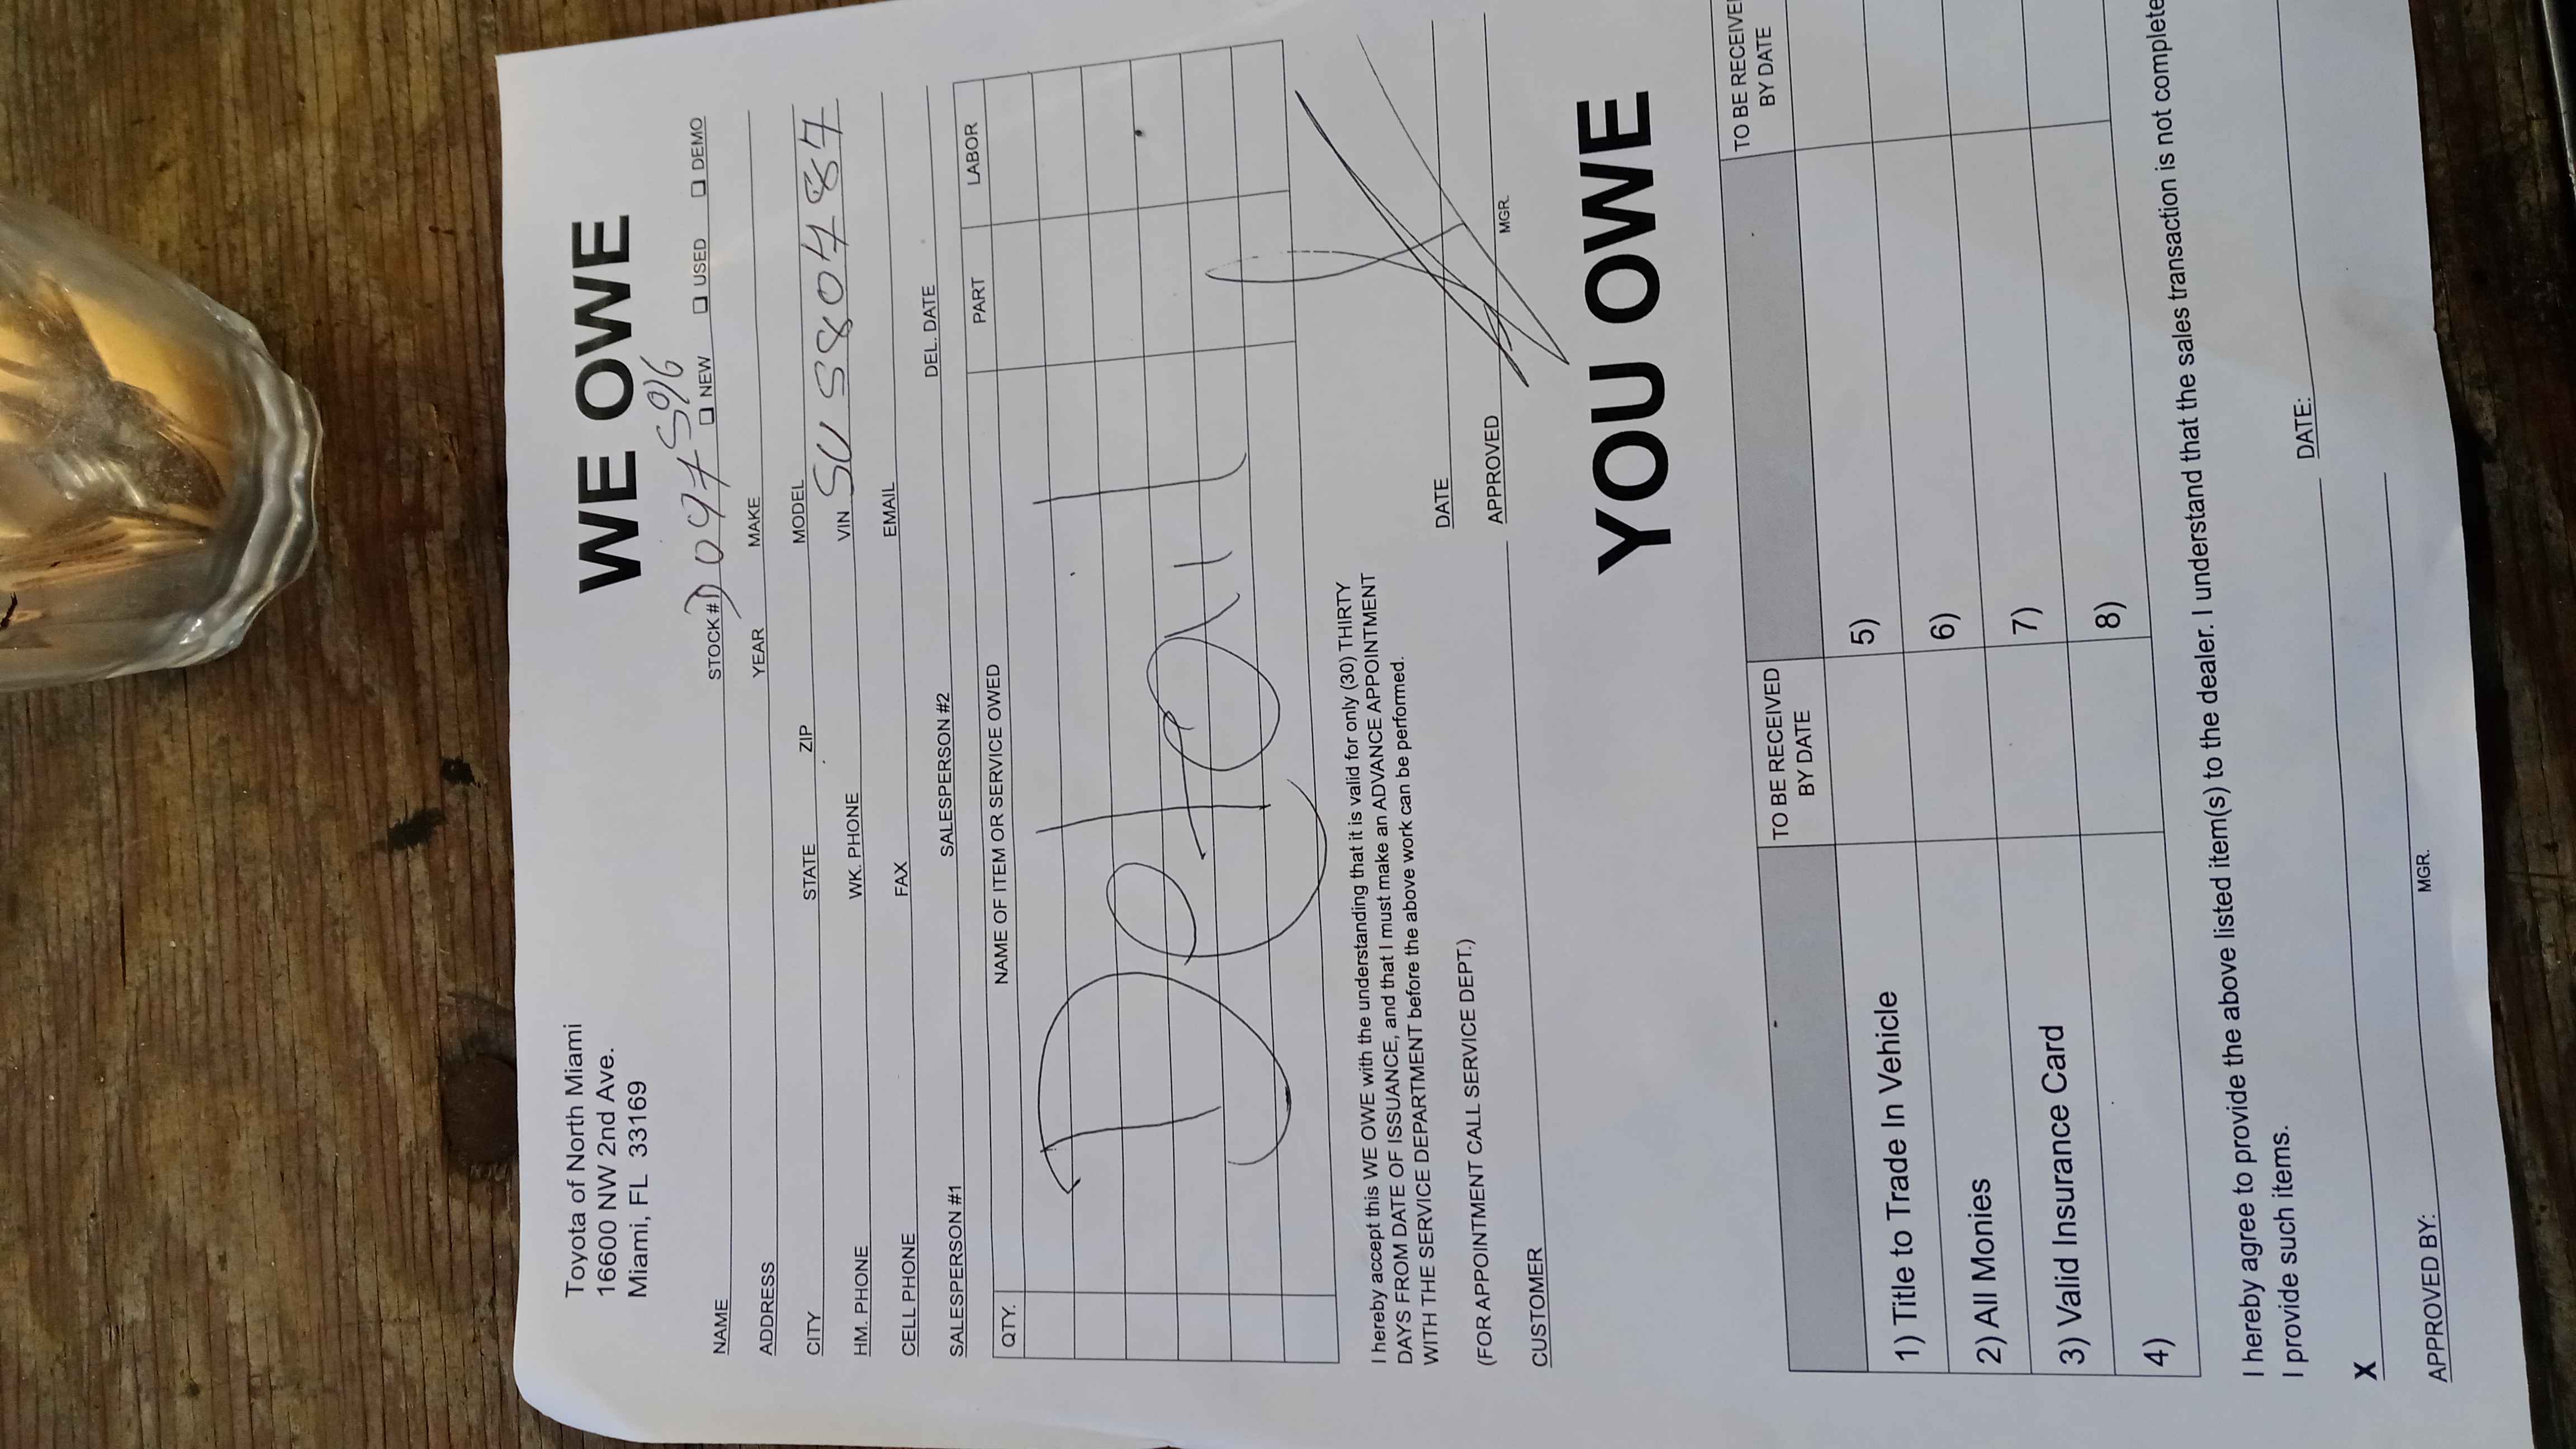 Toyota of North Miami
16600 NW 2nd Ave.
Miami, FL 33169
WE OWE
NAME STOCK # D097596 ❏ NEW ❏ USED ❏ DEMO
ADDRESS YEAR MAKE
CITY STATE ZIP MODEL
HM. PHONE WK. PHONE VIN SU S804787
CELL PHONE FAX EMAIL
SALESPERSON #1 SALESPERSON #2 DEL. DATE
QTY. NAME OF ITEM OR SERVICE OWED PART LABOR
Detail
I hereby accept this WE OWE with the understanding that it is valid for only (30) THIRTY
DAYS FROM DATE OF ISSUANCE, and that I must make an ADVANCE APPOINTMENT
WITH THE SERVICE DEPARTMENT before the above work can be performed.
DATE
(FOR APPOINTMENT CALL SERVICE DEPT.)
CUSTOMER APPROVED MGR.
YOU OWE
TO BE RECEIVED
BY DATE
TO BE RECEIVE
BY DATE
1) Title to Trade In Vehicle 5)
2) All Monies 6)
3) Valid Insurance Card 7)
4) 8)
I hereby agree to provide the above listed item(s) to the dealer. I understand that the sales transaction is not complete
I provide such items.
X DATE:
APPROVED BY: MGR.